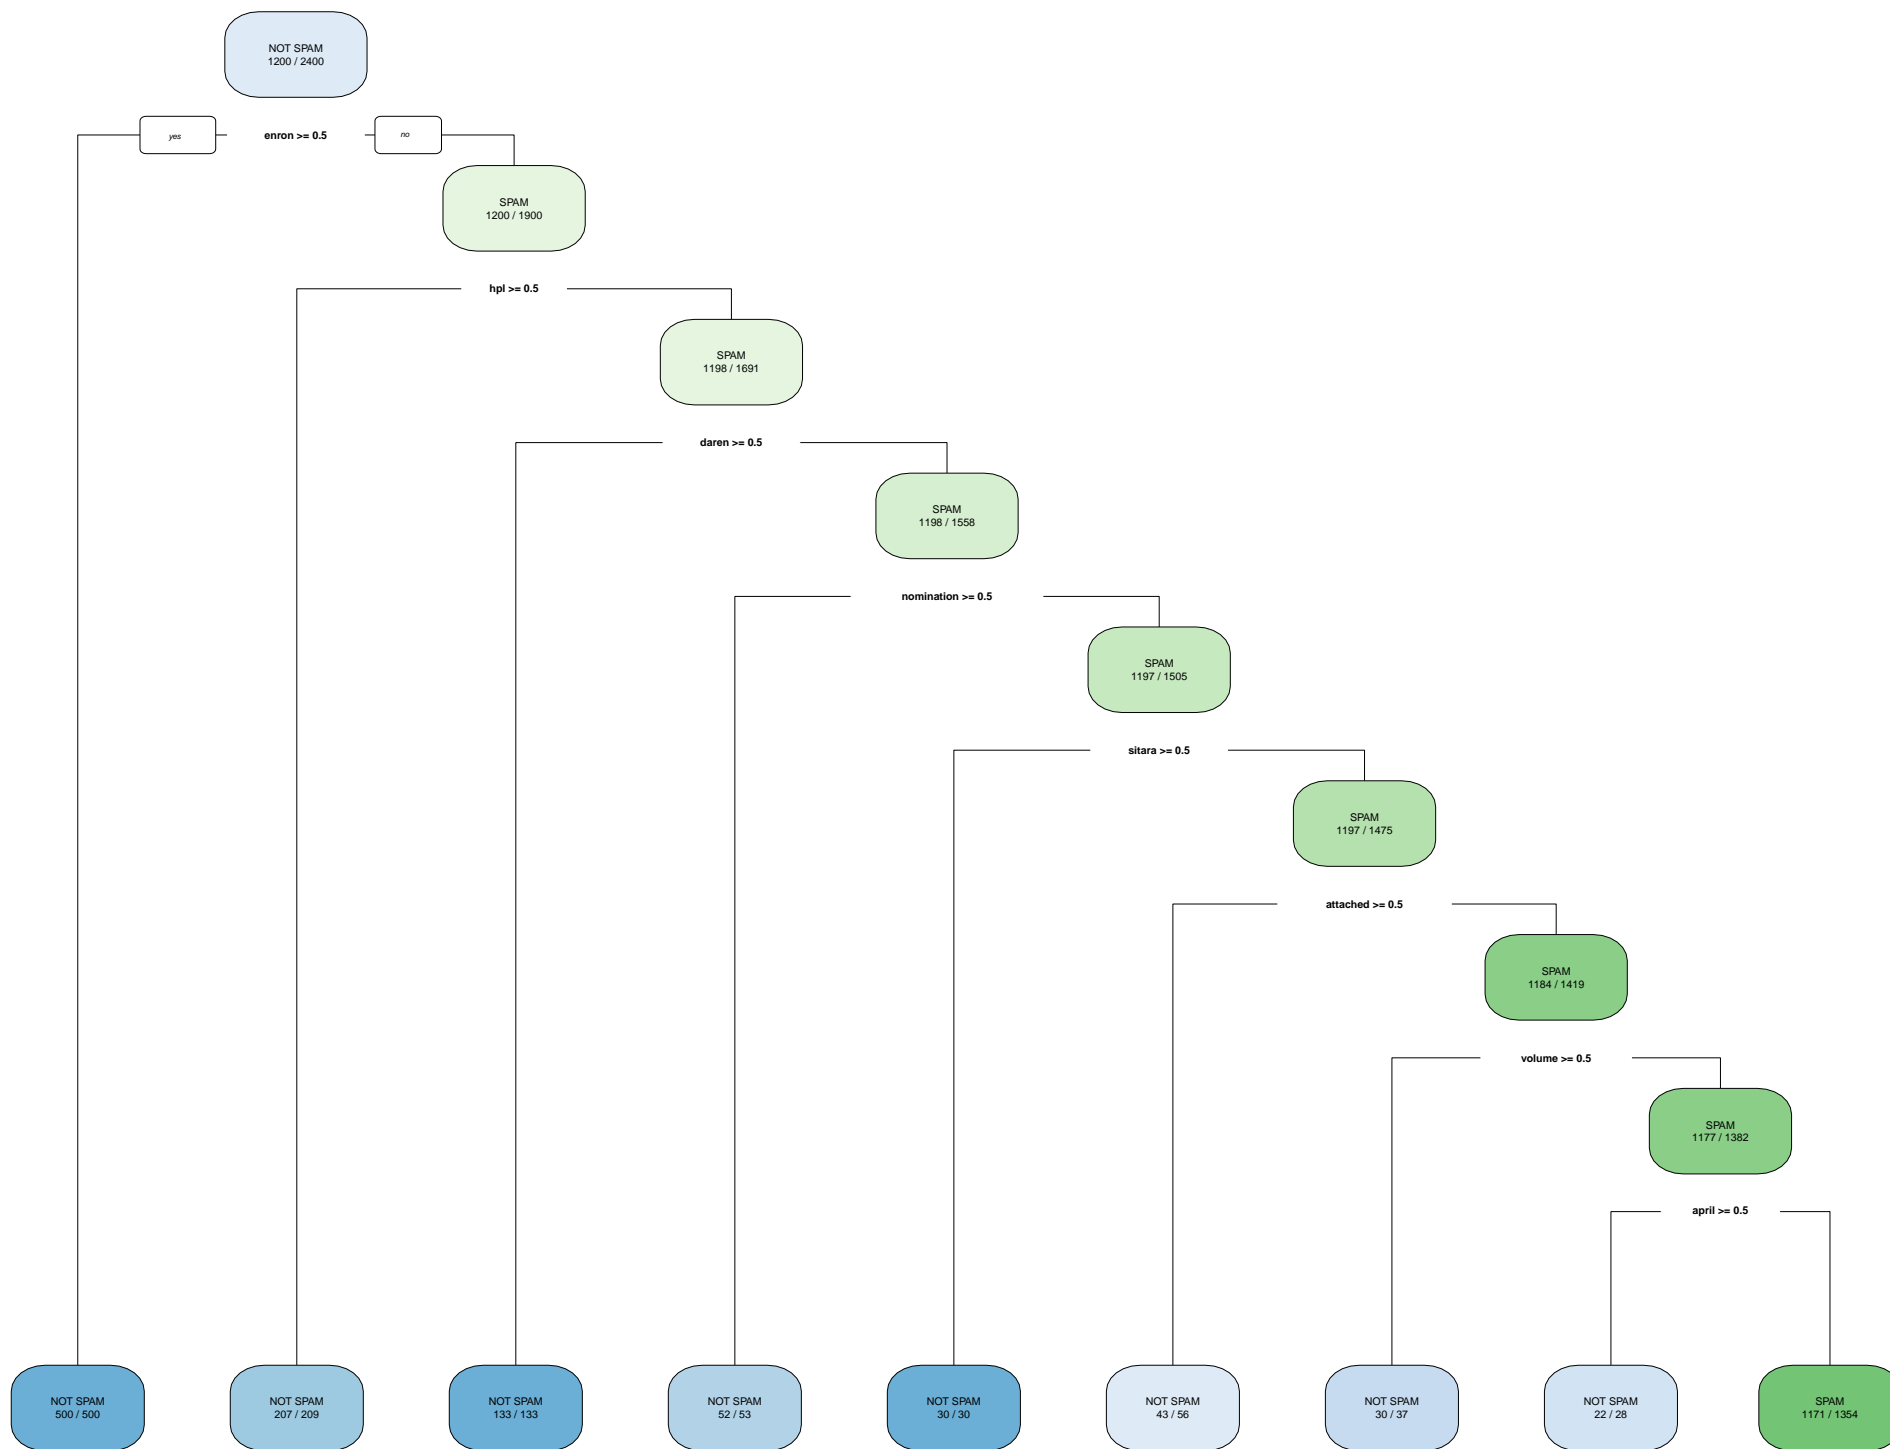 NOT SPAM
1200 / 2400
yes
enron >= 0.5
no
SPAM
1200 / 1900
hpl >= 0.5
SPAM
1198 / 1691
daren >= 0.5
SPAM
1198 / 1558
nomination >= 0.5
SPAM
1197 / 1505
sitara >= 0.5
SPAM
1197 / 1475
attached >= 0.5
SPAM
1184 / 1419
volume >= 0.5
SPAM
1177 / 1382
april >= 0.5
NOT SPAM
500 / 500
NOT SPAM
207 / 209
NOT SPAM
133 / 133
NOT SPAM
52 / 53
NOT SPAM
30 / 30
NOT SPAM
43 / 56
NOT SPAM
30 / 37
NOT SPAM
22 / 28
SPAM
1171 / 1354